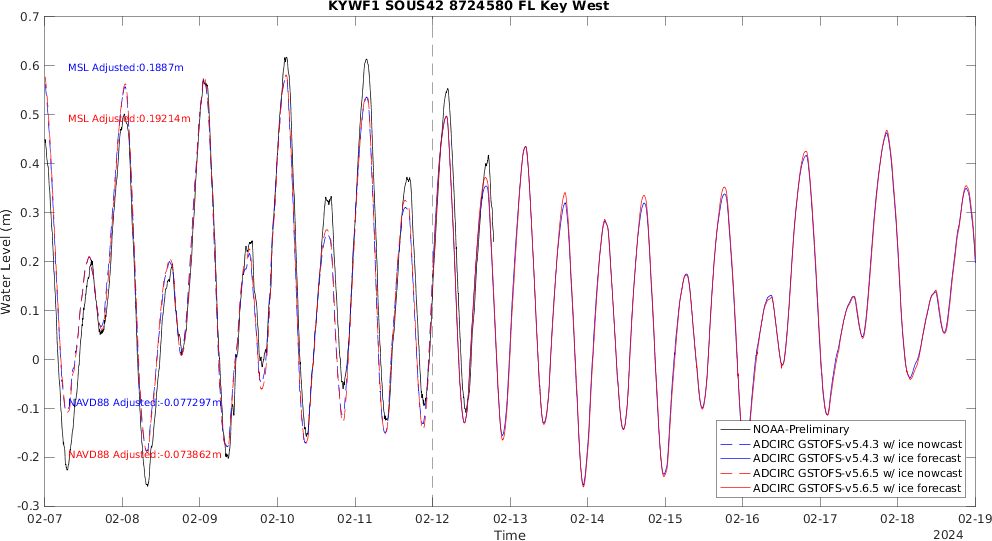 KYWF1 SOUS42 8724580 FL Key West
0.7
0.6
0.5
0.4
0.3
0.2
0.1
0
-0.1
-0.2
-0.3
Water Level (m)
MSL Adjusted:0.1887m
MSL Adjusted:0.19214m
NAVD88 Adjusted:-0.077297m
NAVD88 Adjusted:-0.073862m
NOAA-Preliminary
ADCIRC GSTOFS-v5.4.3 w/ ice nowcast
ADCIRC GSTOFS-v5.4.3 w/ ice forecast
ADCIRC GSTOFS-v5.6.5 w/ ice nowcast
ADCIRC GSTOFS-v5.6.5 w/ ice forecast
02-07 02-08 02-09 02-10 02-11 02-12 02-13 02-14 02-15 02-16 02-17 02-18 02-19
Time
2024